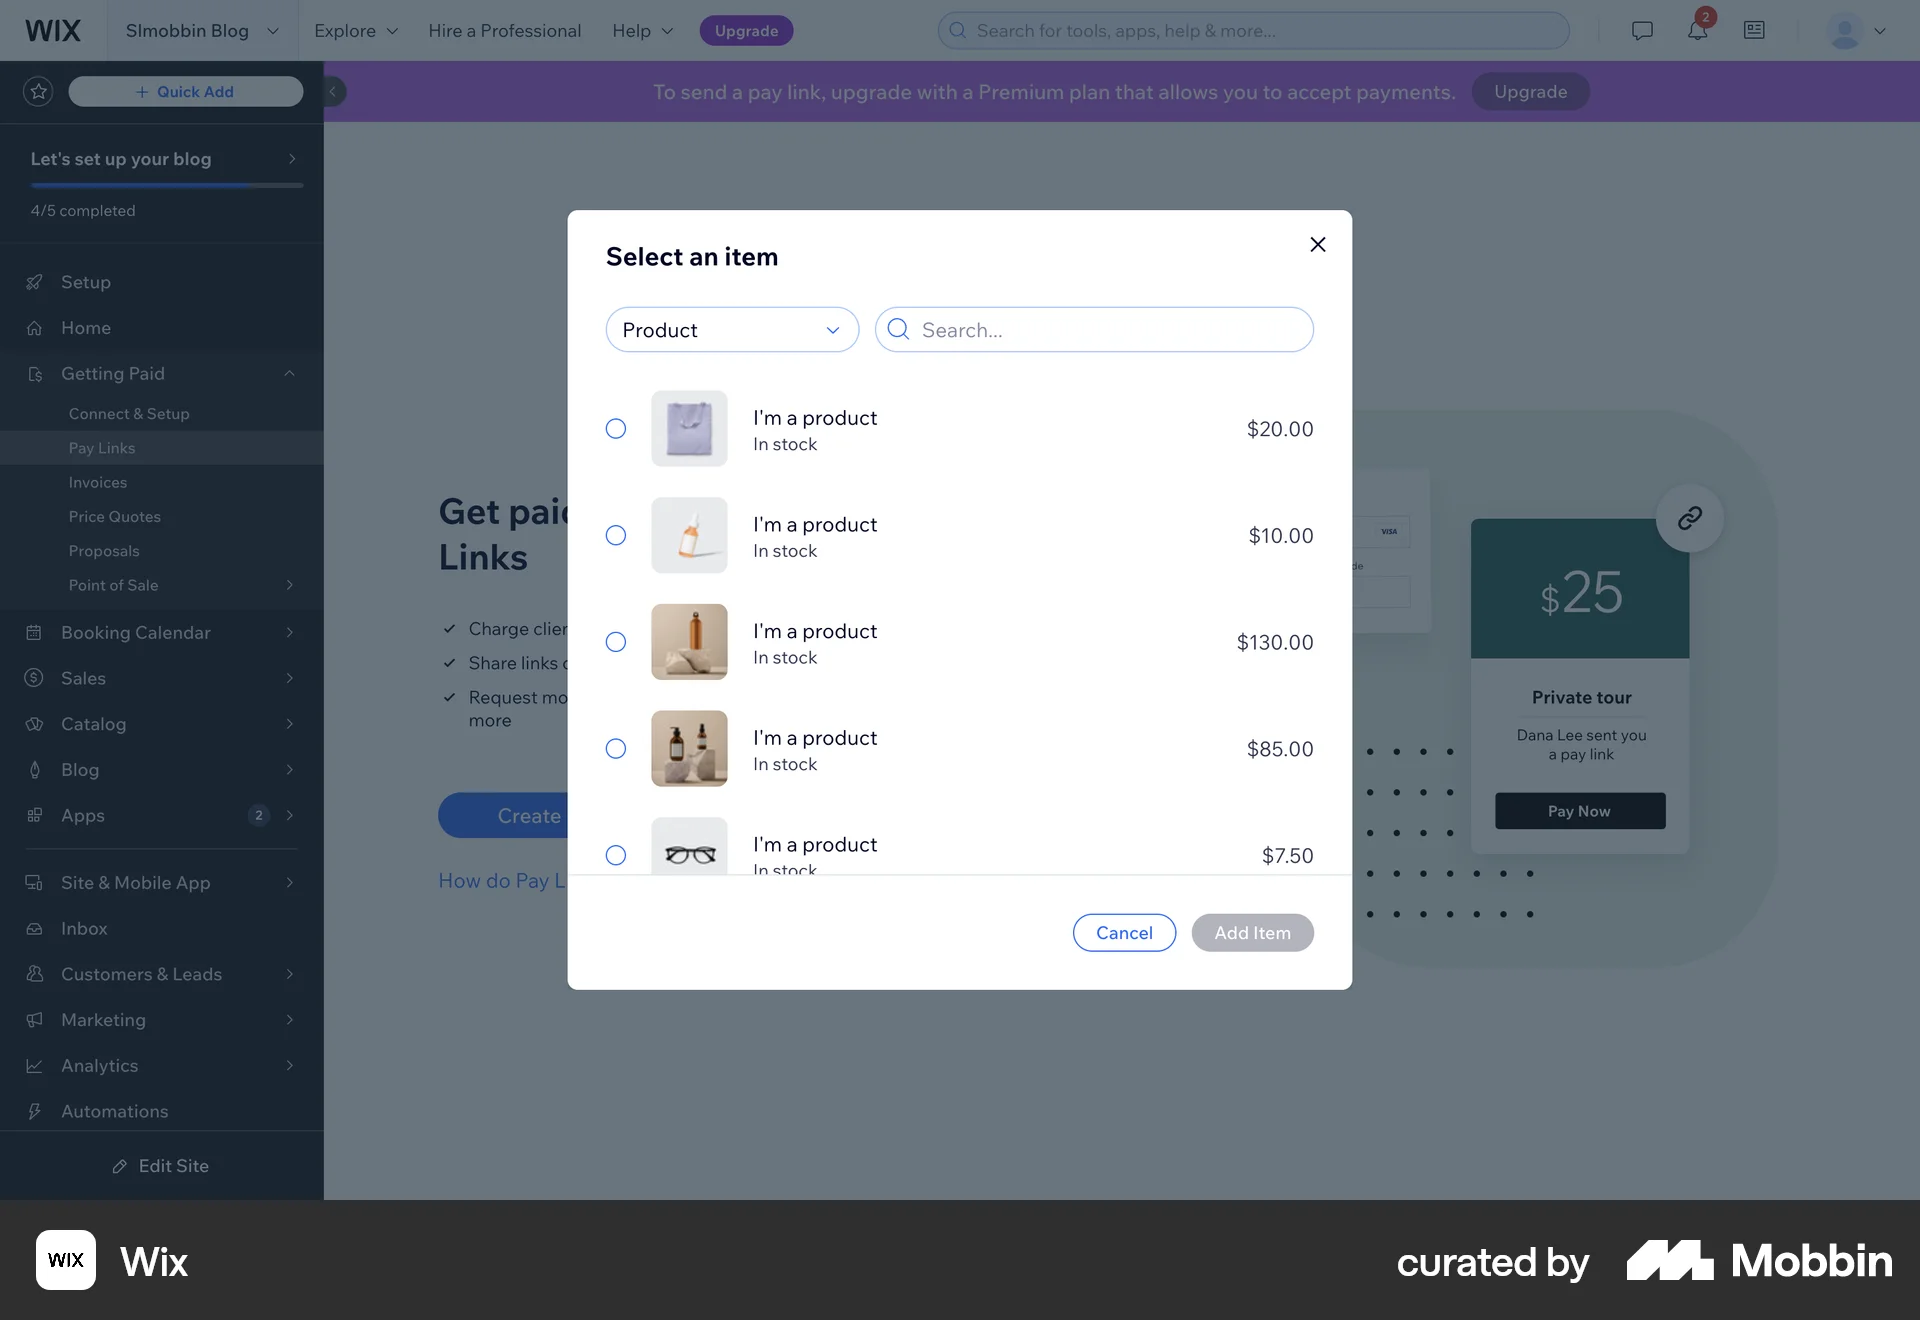 WIX
SImobbin Blog
Explore
Hire a Professional
Help
Upgrade
Search for tools, apps, help & more...
2
Quick Add
To send a pay link, upgrade with a Premium plan that allows you to accept payments.
Upgrade
Let's set up your blog
4/5 completed
Setup
Home
Getting Paid
Connect & Setup
Pay Links
Invoices
Price Quotes
Proposals
Point of Sale
Booking Calendar
Sales
Catalog
Blog
Apps
2
Site & Mobile App
Inbox
Customers & Leads
Marketing
Analytics
Automations
Edit Site
Get paid
Links
Charge clien
Share links
Request mo
more
Create
How do Pay L
Select an item
Product
Search...
I'm a product
In stock
$20.00
I'm a product
In stock
$10.00
I'm a product
In stock
$130.00
I'm a product
In stock
$85.00
I'm a product
In stock
$7.50
Cancel
Add Item
VISA
de
$25
Private tour
Dana Lee sent you
a pay link
Pay Now
WIX
Wix
curated by
Mobbin